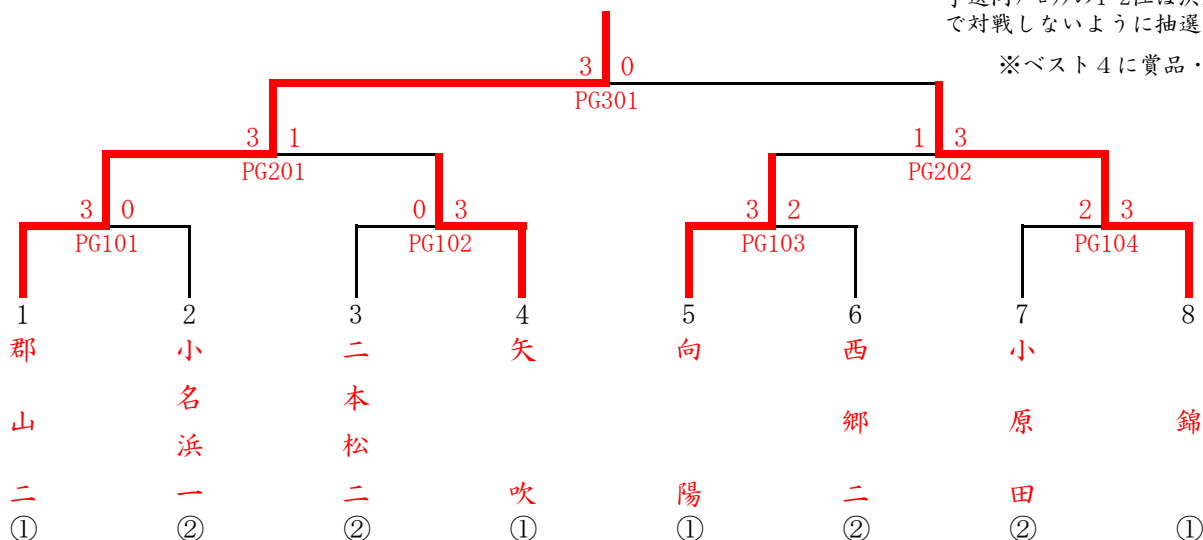 で対戦しないように抽選
※ベスト４に賞品・
3 0
PG301
3 1
PG201
1 3
PG202
3 0
PG101
0 3
PG102
3 2
PG103
2 3
PG104
1 2 3 4 5 6 7 8
郡山二
小名浜一
二本松二
矢吹
向陽
西郷二
小原田
錦
① ② ② ① ① ② ② ①